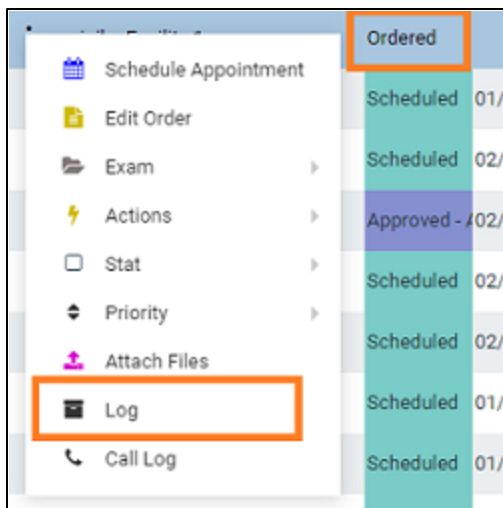 Ordered
Schedule Appointment
Scheduled 01/
Edit Order
Exam
Scheduled 02/
Actions
Approved - A02/
Stat
Scheduled 02/
Priority
Scheduled 02/
Attach Files
Log
Scheduled 01/
Call Log
Scheduled 01/